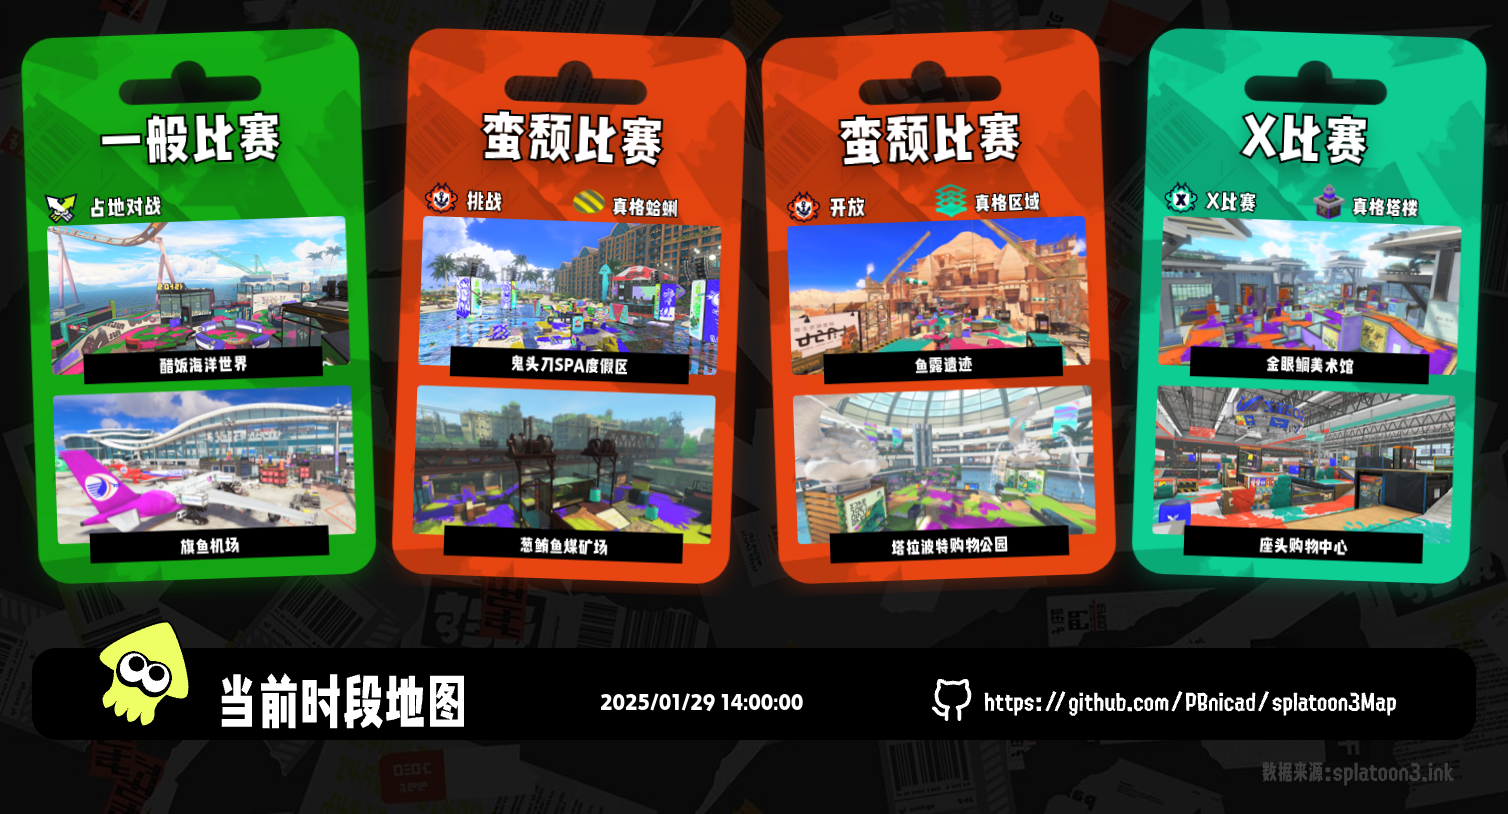 一般比赛
占地对战
醋饭海洋世界
旗鱼机场
蛮颓比赛
挑战
真格蛤蜊
鬼头刀SPA度假区
葱鲔鱼煤矿场
蛮颓比赛
开放
真格区域
鱼露遗迹
塔拉波特购物公园
X比赛
X比赛
真格塔楼
金眼鲷美术馆
座头购物中心
当前时段地图
2025/01/29 14:00:00
https://github.com/PBnicad/splatoon3Map
数据来源:splatoon3.ink